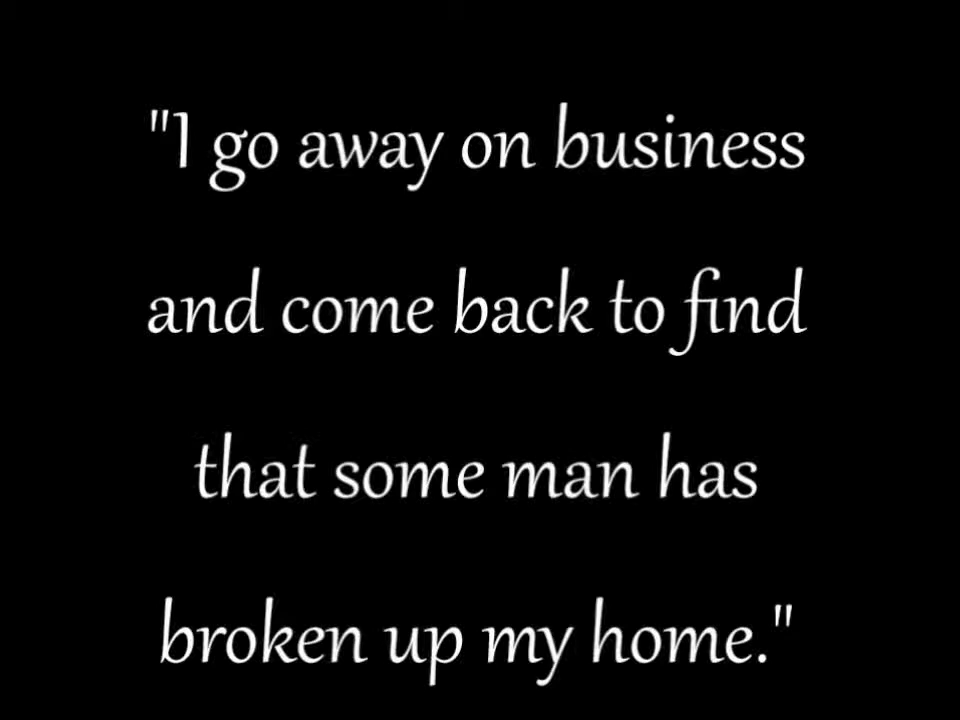 "I go away on business
and come back to find
that some man has
broken up my home."